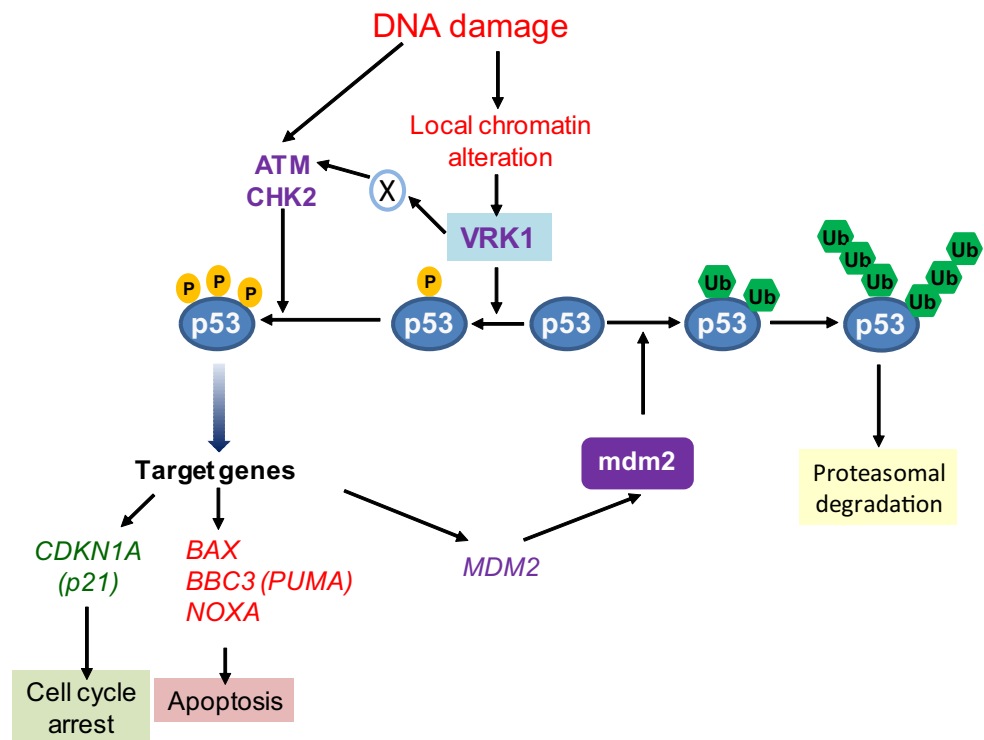 DNA damage
Local chromatin
alteration
ATM
CHK2
X
VRK1
P
P
P
P
Ub
Ub
Ub
Ub
Ub
Ub
Ub
Ub
p53
p53
p53
p53
p53
mdm2
Target genes
Proteasomal
degradation
CDKN1A
(p21)
BAX
BBC3 (PUMA)
NOXA
MDM2
Cell cycle
arrest
Apoptosis